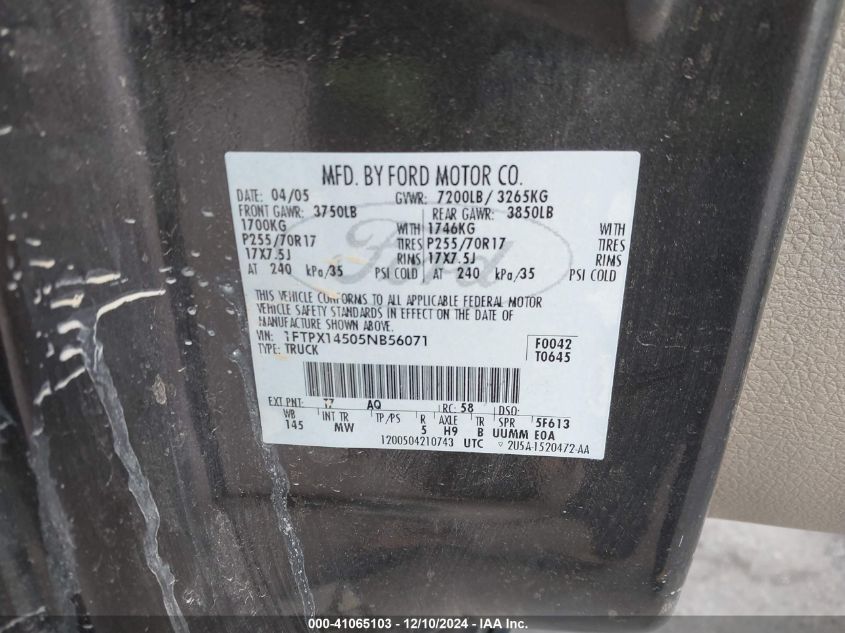 MFD. BY FORD MOTOR CO.
DATE: 04/05 GVWR: 7200LB / 3265KG
FRONT GAWR: 3750LB REAR GAWR: 3850LB
1700KG WITH 1746KG WITH
P255/70R17 TIRES P255/70R17 TIRES
17X7.5J RIMS 17X7.5J RIMS
AT 240 kPa/35 PSI COLD AT 240 kPa/35 PSI COLD
Ford
THIS VEHICLE CONFORMS TO ALL APPLICABLE FEDERAL MOTOR
VEHICLE SAFETY STANDARDS IN EFFECT ON THE DATE OF
MANUFACTURE SHOWN ABOVE.
VIN: 1FTPX14505NB56071 F0042
TYPE: TRUCK T0645
EXT PNT: AQ RC: 58 DSO:
WB INT TR TP/PS R AXLE TR SPR 5F613
145 MW 5 H9 B UUMM E0A
1200504210743 UTC ▽ 2U5A-1520472-AA
000-41065103 - 12/10/2024 - IAA Inc.